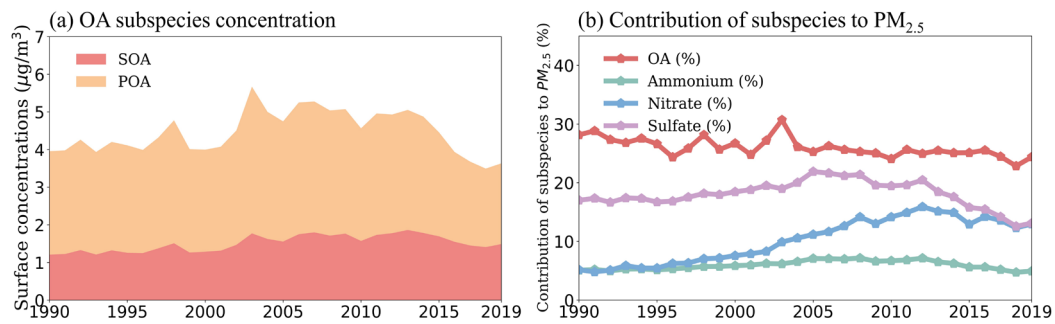 (a) OA subspecies concentration
Surface concentrations (μg/m³)
7
6
5
4
3
2
1
0
SOA
POA
1990 1995 2000 2005 2010 2015 2019
(b) Contribution of subspecies to PM₂.₅
Contribution of subspecies to PM₂.₅ (%)
40
30
20
10
0
OA (%)
Ammonium (%)
Nitrate (%)
Sulfate (%)
1990 1995 2000 2005 2010 2015 2019